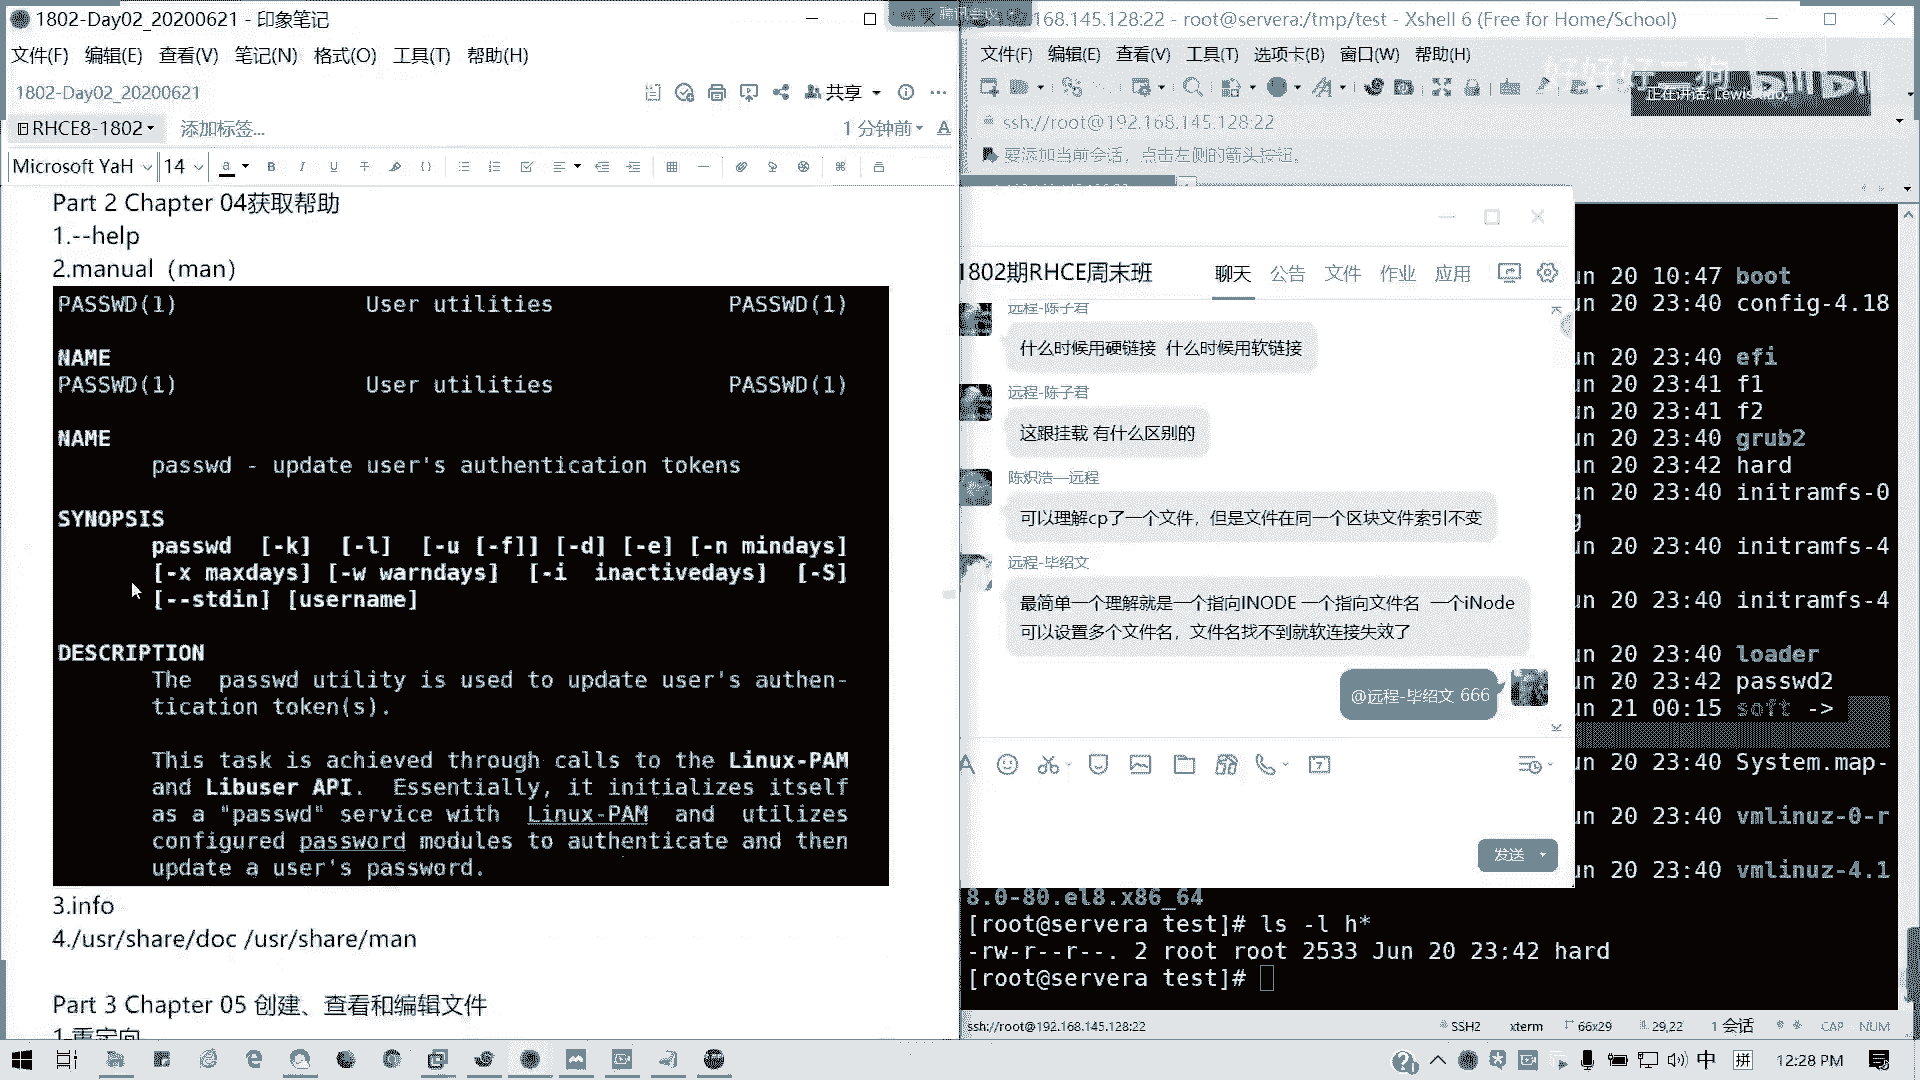 1802-Day02_20200621 - 印象笔记
文件(F) 编辑(E) 查看(V) 笔记(N) 格式(O) 工具(T) 帮助(H)
1802-Day02_20200621
共享
RHCE8-1802
添加标签...
1 分钟前
Microsoft YaH 14
Part 2 Chapter 04获取帮助
1.--help
2.manual（man）
PASSWD(1) User utilities PASSWD(1)
NAME
PASSWD(1) User utilities PASSWD(1)
NAME
passwd - update user's authentication tokens
SYNOPSIS
passwd [-k] [-l] [-u [-f]] [-d] [-e] [-n mindays]
[-x maxdays] [-w warndays] [-i inactivedays] [-S]
[--stdin] [username]
DESCRIPTION
The passwd utility is used to update user's authen-
tication token(s).
This task is achieved through calls to the Linux-PAM
and Libuser API. Essentially, it initializes itself
as a "passwd" service with Linux-PAM and utilizes
configured password modules to authenticate and then
update a user's password.
3.info
4./usr/share/doc /usr/share/man
Part 3 Chapter 05 创建、查看和编辑文件
1.重定向
腾讯会议
168.145.128:22 - root@servera:/tmp/test - Xshell 6 (Free for Home/School)
文件(F) 编辑(E) 查看(V) 工具(T) 选项卡(B) 窗口(W) 帮助(H)
好好好二狗
正在讲话: Lewis
ssh://root@192.168.145.128:22
要添加当前会话，点击左侧的箭头按钮。
1802期RHCE周末班
聊天 公告 文件 作业 应用
远程-陈子君
什么时候用硬链接 什么时候用软链接
远程-陈子君
这跟挂载 有什么区别的
陈炽浩—远程
可以理解cp了一个文件，但是文件在同一个区块文件索引不变
远程-毕绍文
最简单一个理解就是一个指向INODE 一个指向文件名 一个iNode
可以设置多个文件名，文件名找不到就软连接失效了
@远程-毕绍文 666
发送
un 20 10:47 boot
un 20 23:40 config-4.18
un 20 23:40 efi
un 20 23:41 f1
un 20 23:41 f2
un 20 23:40 grub2
un 20 23:42 hard
un 20 23:40 initramfs-0
g
un 20 23:40 initramfs-4
un 20 23:40 initramfs-4
un 20 23:40 loader
un 20 23:42 passwd2
un 21 00:15 soft ->
un 20 23:40 System.map-
un 20 23:40 vmlinuz-0-r
un 20 23:40 vmlinuz-4.1
8.0-80.el8.x86_64
[root@servera test]# ls -l h*
-rw-r--r--. 2 root root 2533 Jun 20 23:42 hard
[root@servera test]#
ssh://root@192.168.145.128:22 SSH2 xterm 66x29 29,22 1 会话 CAP NUM
中 拼 12:28 PM